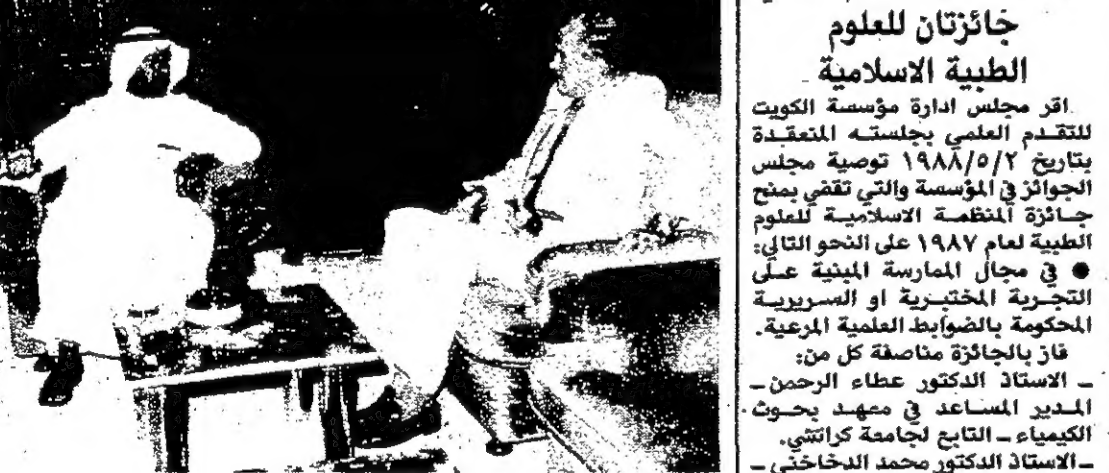 جائزتان للعلوم
الطبية الاسلامية
اقر مجلس ادارة مؤسسة الكويت
للتقدم العلمي بجلسته المنعقدة
بتاريخ ١٩٨٨/٥/٢ توصية مجلس
الجوائز في المؤسسة والتي تقضي بمنح
جائزة المنظمة الاسلامية للعلوم
الطبية لعام ١٩٨٧ على النحو التالي:
● في مجال الممارسة المبنية على
التجربة المختبرية او السريرية
المحكومة بالضوابط العلمية المرعية.
فاز بالجائزة مناصفة كل من:
ـ الاستاذ الدكتور عطاء الرحمن ـ
المدير المساعد في معهد بحوث
الكيمياء ـ التابع لجامعة كراتشي.
ـ الاستاذ الدكتور محمد الدخاخني ـ